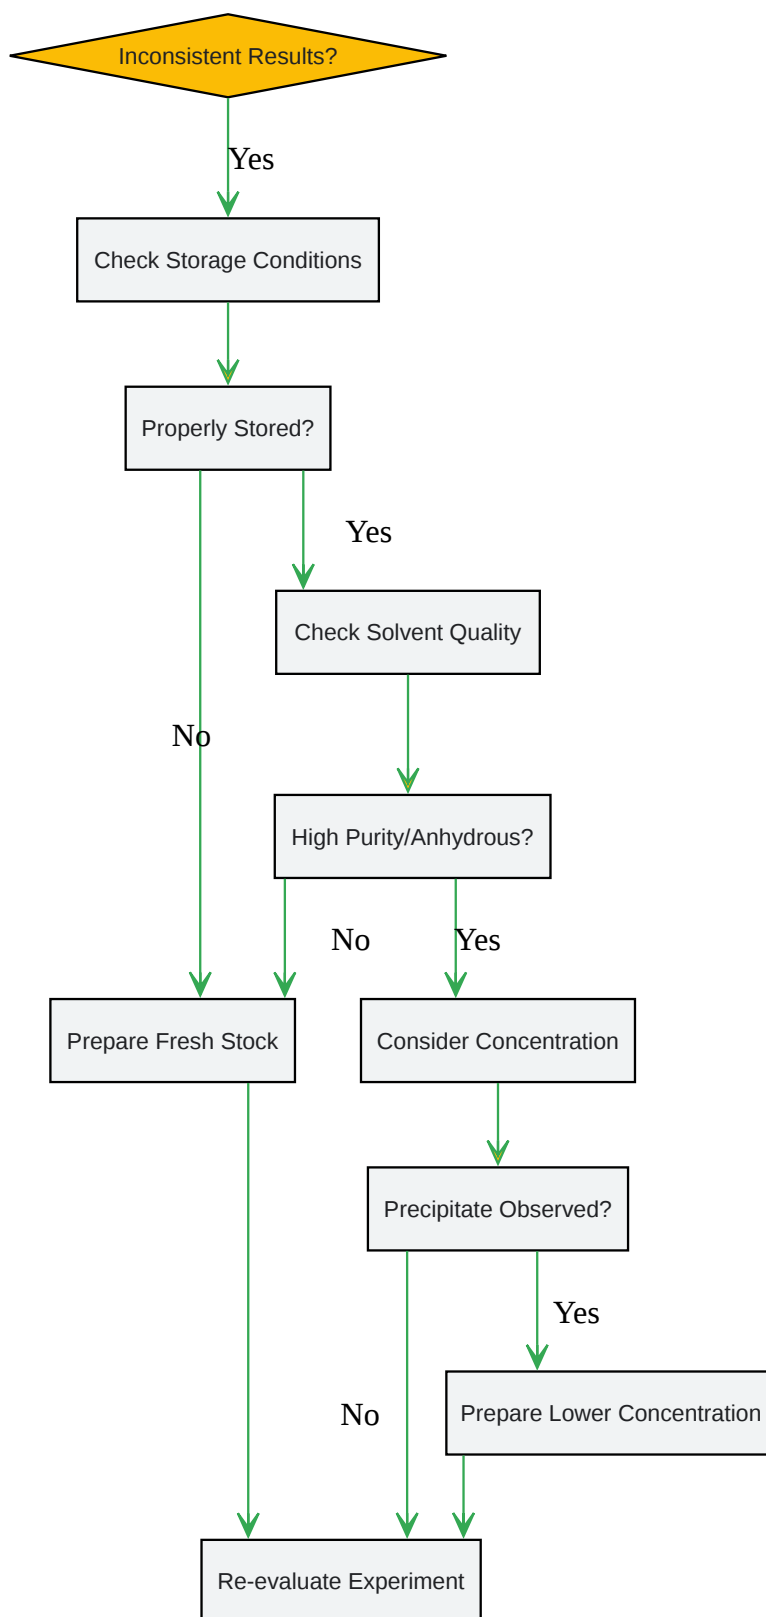 Inconsistent Results?
Yes
Check Storage Conditions
Properly Stored?
Yes
Check Solvent Quality
No
High Purity/Anhydrous?
No
Yes
Prepare Fresh Stock
Consider Concentration
Precipitate Observed?
Yes
Prepare Lower Concentration
No
Re-evaluate Experiment